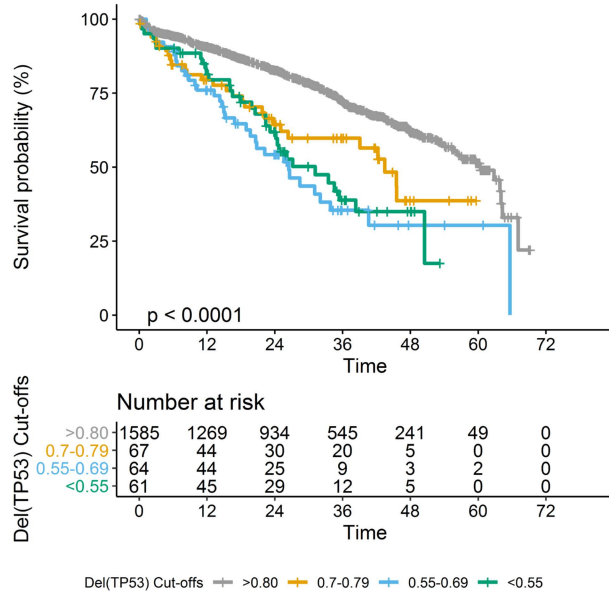 Survival probability (%)
100
75
50
25
0
p < 0.0001
0 12 24 36 48 60 72
Time
Number at risk
Del(TP53) Cut-offs
>0.80 1585 1269 934 545 241 49 0
0.7-0.79 67 44 30 20 5 0 0
0.55-0.69 64 44 25 9 3 2 0
<0.55 61 45 29 12 5 0 0
0 12 24 36 48 60 72
Time
Del(TP53) Cut-offs >0.80 0.7-0.79 0.55-0.69 <0.55